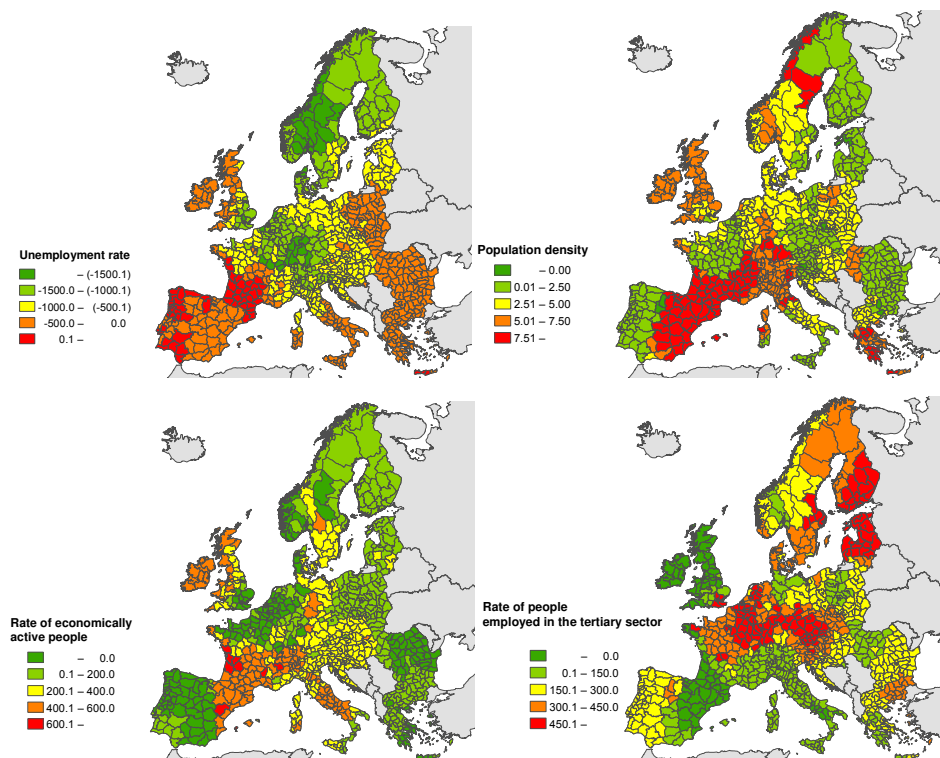 Unemployment rate
– (-1500.1)
-1500.0 – (-1000.1)
-1000.0 – (-500.1)
-500.0 – 0.0
0.1 –
Population density
– 0.00
0.01 – 2.50
2.51 – 5.00
5.01 – 7.50
7.51 –
Rate of economically
active people
– 0.0
0.1 – 200.0
200.1 – 400.0
400.1 – 600.0
600.1 –
Rate of people
employed in the tertiary sector
– 0.0
0.1 – 150.0
150.1 – 300.0
300.1 – 450.0
450.1 –